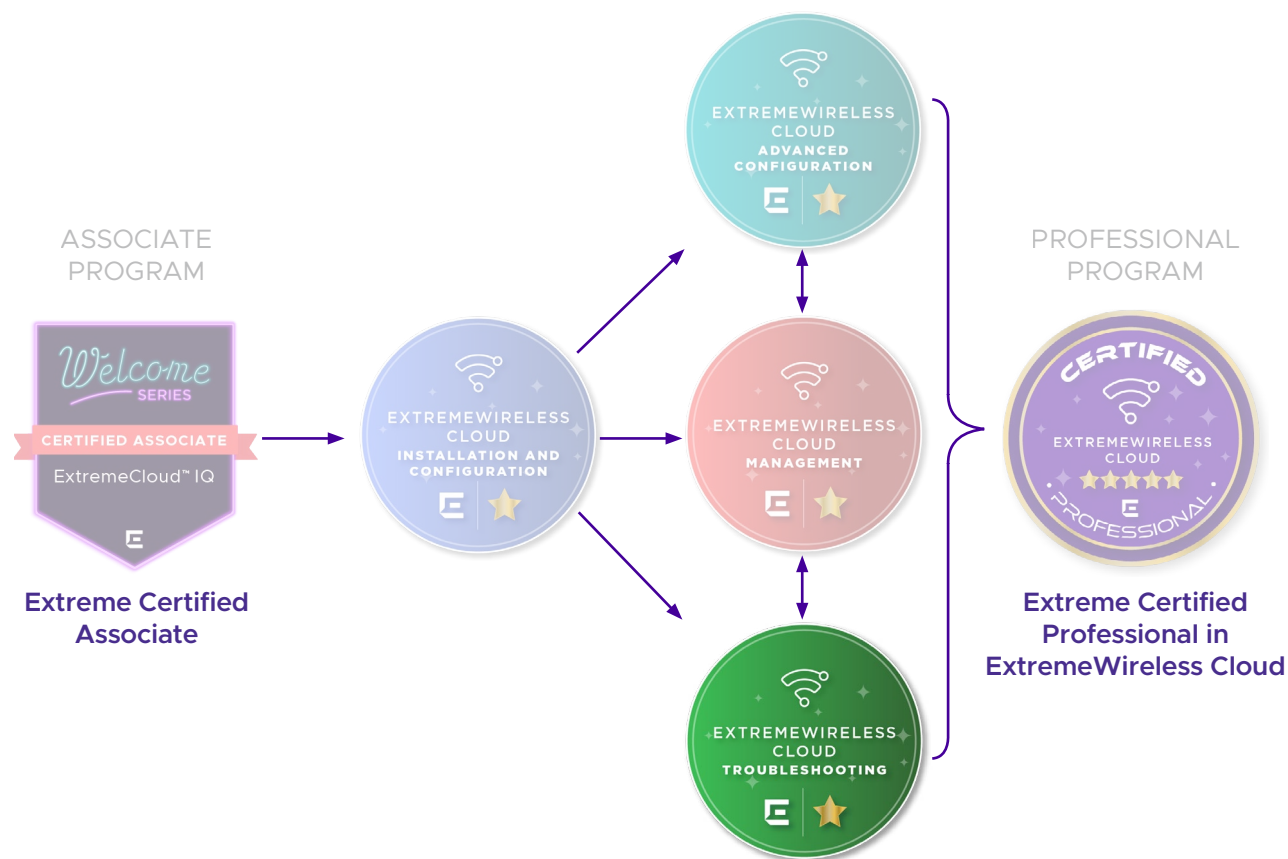 ASSOCIATE
PROGRAM
Welcome
SERIES
CERTIFIED ASSOCIATE
ExtremeCloud™ IQ
Extreme Certified
Associate
EXTREMEWIRELESS
CLOUD
INSTALLATION AND
CONFIGURATION
EXTREMEWIRELESS
CLOUD
ADVANCED
CONFIGURATION
EXTREMEWIRELESS
CLOUD
MANAGEMENT
EXTREMEWIRELESS
CLOUD
TROUBLESHOOTING
PROFESSIONAL
PROGRAM
CERTIFIED
EXTREMEWIRELESS
CLOUD
• PROFESSIONAL •
Extreme Certified
Professional in
ExtremeWireless Cloud